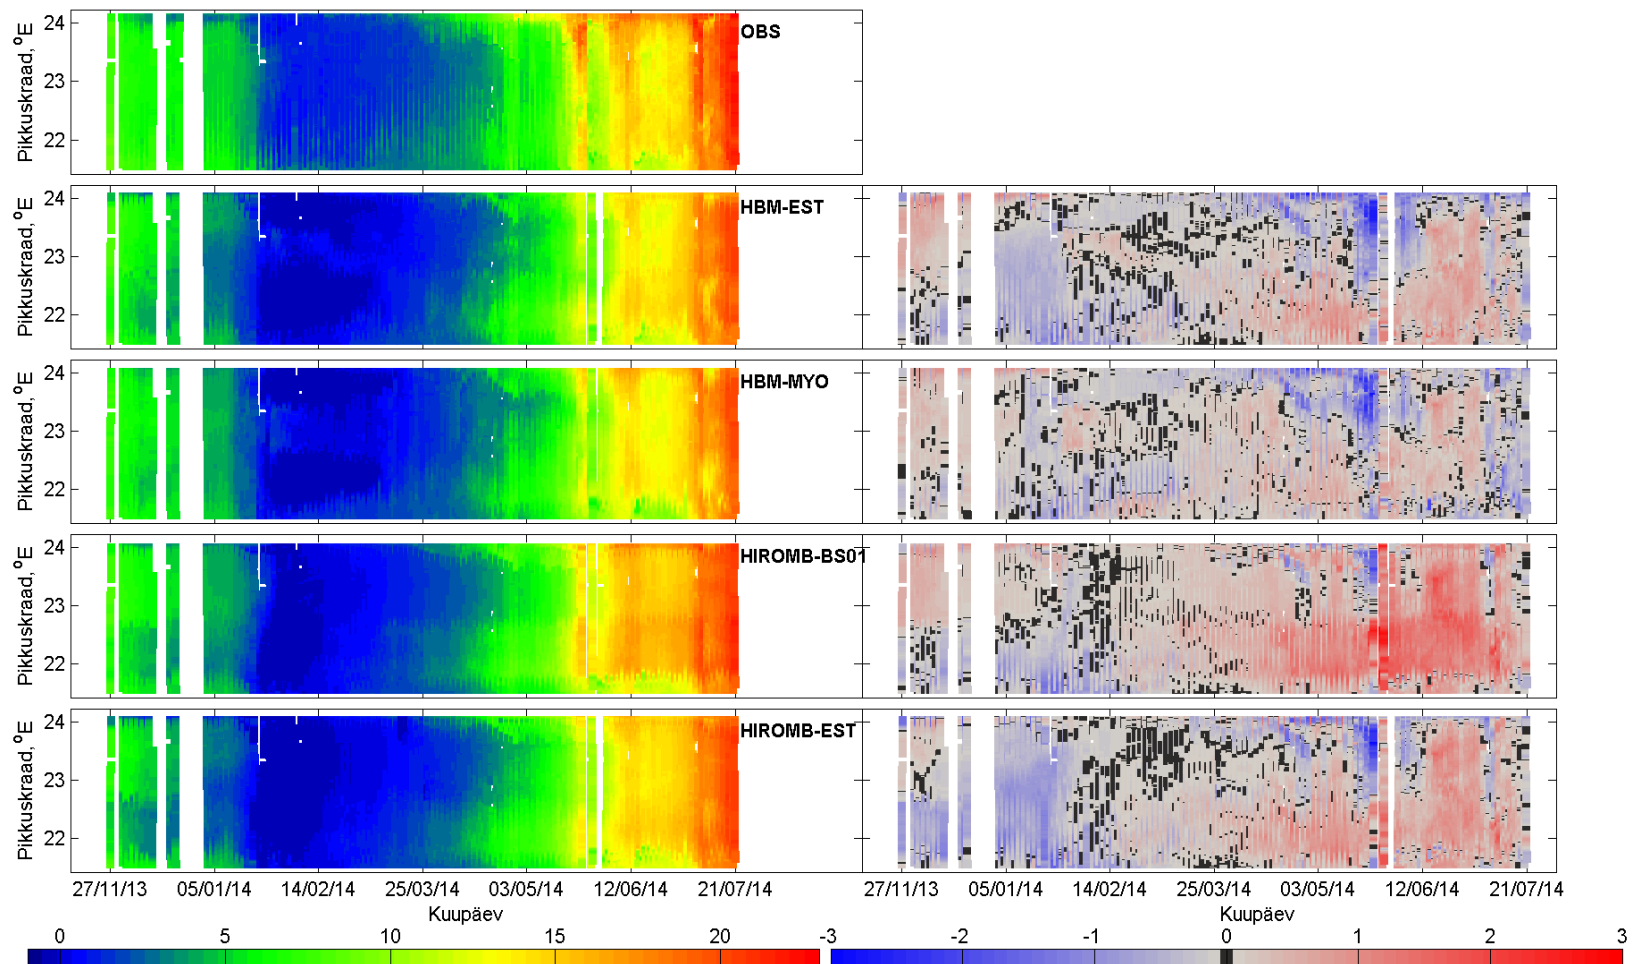 24
23
22
Pikkuskraad, °E
OBS
24
23
22
Pikkuskraad, °E
HBM-EST
24
23
22
Pikkuskraad, °E
HBM-MYO
24
23
22
Pikkuskraad, °E
HIROMB-BS01
24
23
22
Pikkuskraad, °E
HIROMB-EST
27/11/13 05/01/14 14/02/14 25/03/14 03/05/14 12/06/14 21/07/14
27/11/13 05/01/14 14/02/14 25/03/14 03/05/14 12/06/14 21/07/14
Kuupäev
Kuupäev
0 5 10 15 20
-3 -2 -1 0 1 2 3